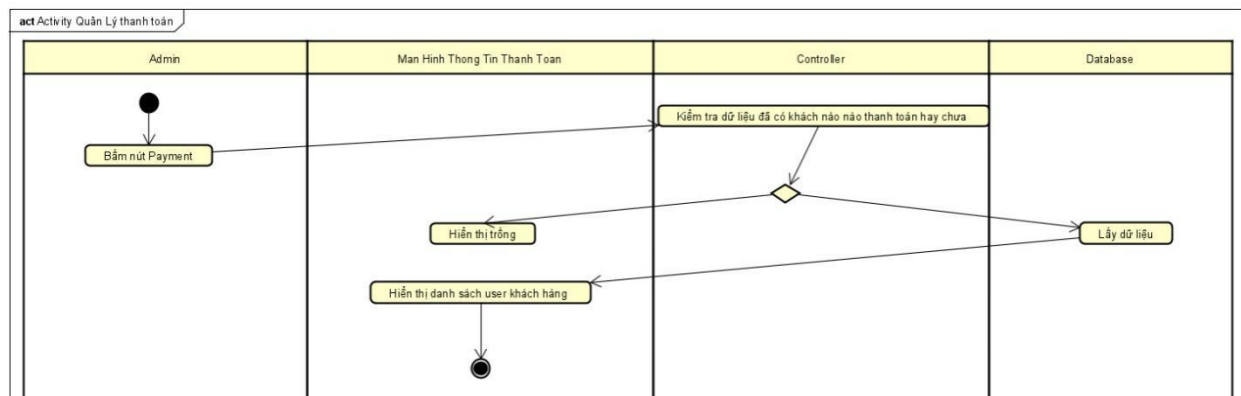 act Activity Quản Lý thanh toán
Admin
Man Hinh Thong Tin Thanh Toan
Controller
Database
Kiểm tra dữ liệu đã có khách nào nào thanh toán hay chưa
Bấm nút Payment
Hiển thị trống
Lấy dữ liệu
Hiển thị danh sách user khách hàng